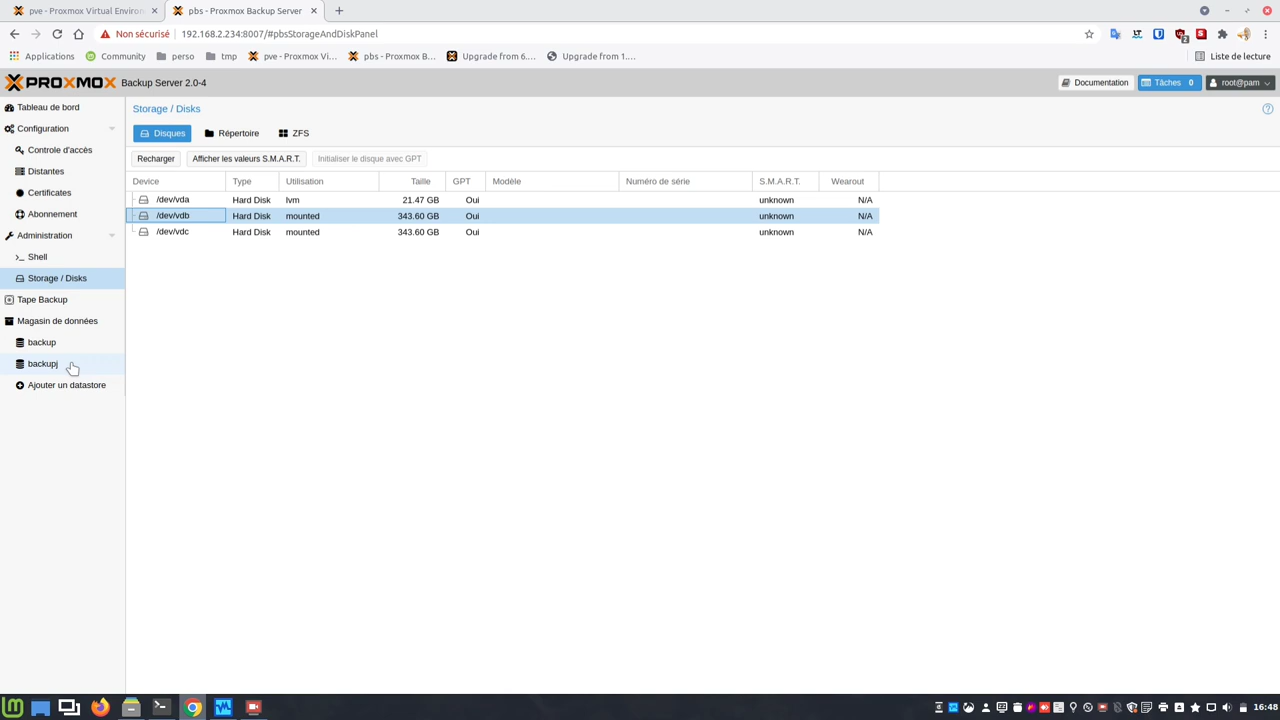 pve - Proxmox Virtual Environ
pbs - Proxmox Backup Server
Non sécurisé
192.168.2.234:8007/#pbsStorageAndDiskPanel
Applications
Community
perso
tmp
pve - Proxmox Vi...
pbs - Proxmox B...
Upgrade from 6....
Upgrade from 1....
Liste de lecture
PROXMOX Backup Server 2.0-4
Documentation
Tâches 0
root@pam
Tableau de bord
Configuration
Controle d'accès
Distantes
Certificates
Abonnement
Administration
Shell
Storage / Disks
Tape Backup
Magasin de données
backup
backupj
Ajouter un datastore
Storage / Disks
Disques Répertoire ZFS
Recharger Afficher les valeurs S.M.A.R.T. Initialiser le disque avec GPT
Device Type Utilisation Taille GPT Modèle Numéro de série S.M.A.R.T. Wearout
/dev/vda Hard Disk lvm 21.47 GB Oui unknown N/A
/dev/vdb Hard Disk mounted 343.60 GB Oui unknown N/A
/dev/vdc Hard Disk mounted 343.60 GB Oui unknown N/A
16:48